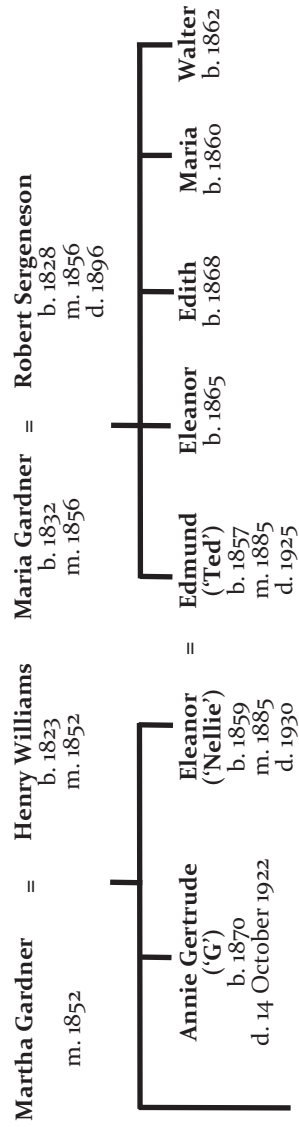 Martha Gardner = Henry Williams Maria Gardner = Robert Sergeneson
m. 1852
b. 1823
m. 1852
b. 1832
m. 1856
b. 1828
m. 1856
d. 1896
Annie Gertrude
(‘G’)
b. 1870
d. 14 October 1922
Eleanor
(‘Nellie’)
b. 1859
m. 1885
d. 1930
=
Edmund
(‘Ted’)
b. 1857
m. 1885
d. 1925
Eleanor
b. 1865
Edith
b. 1868
Maria
b. 1860
Walter
b. 1862